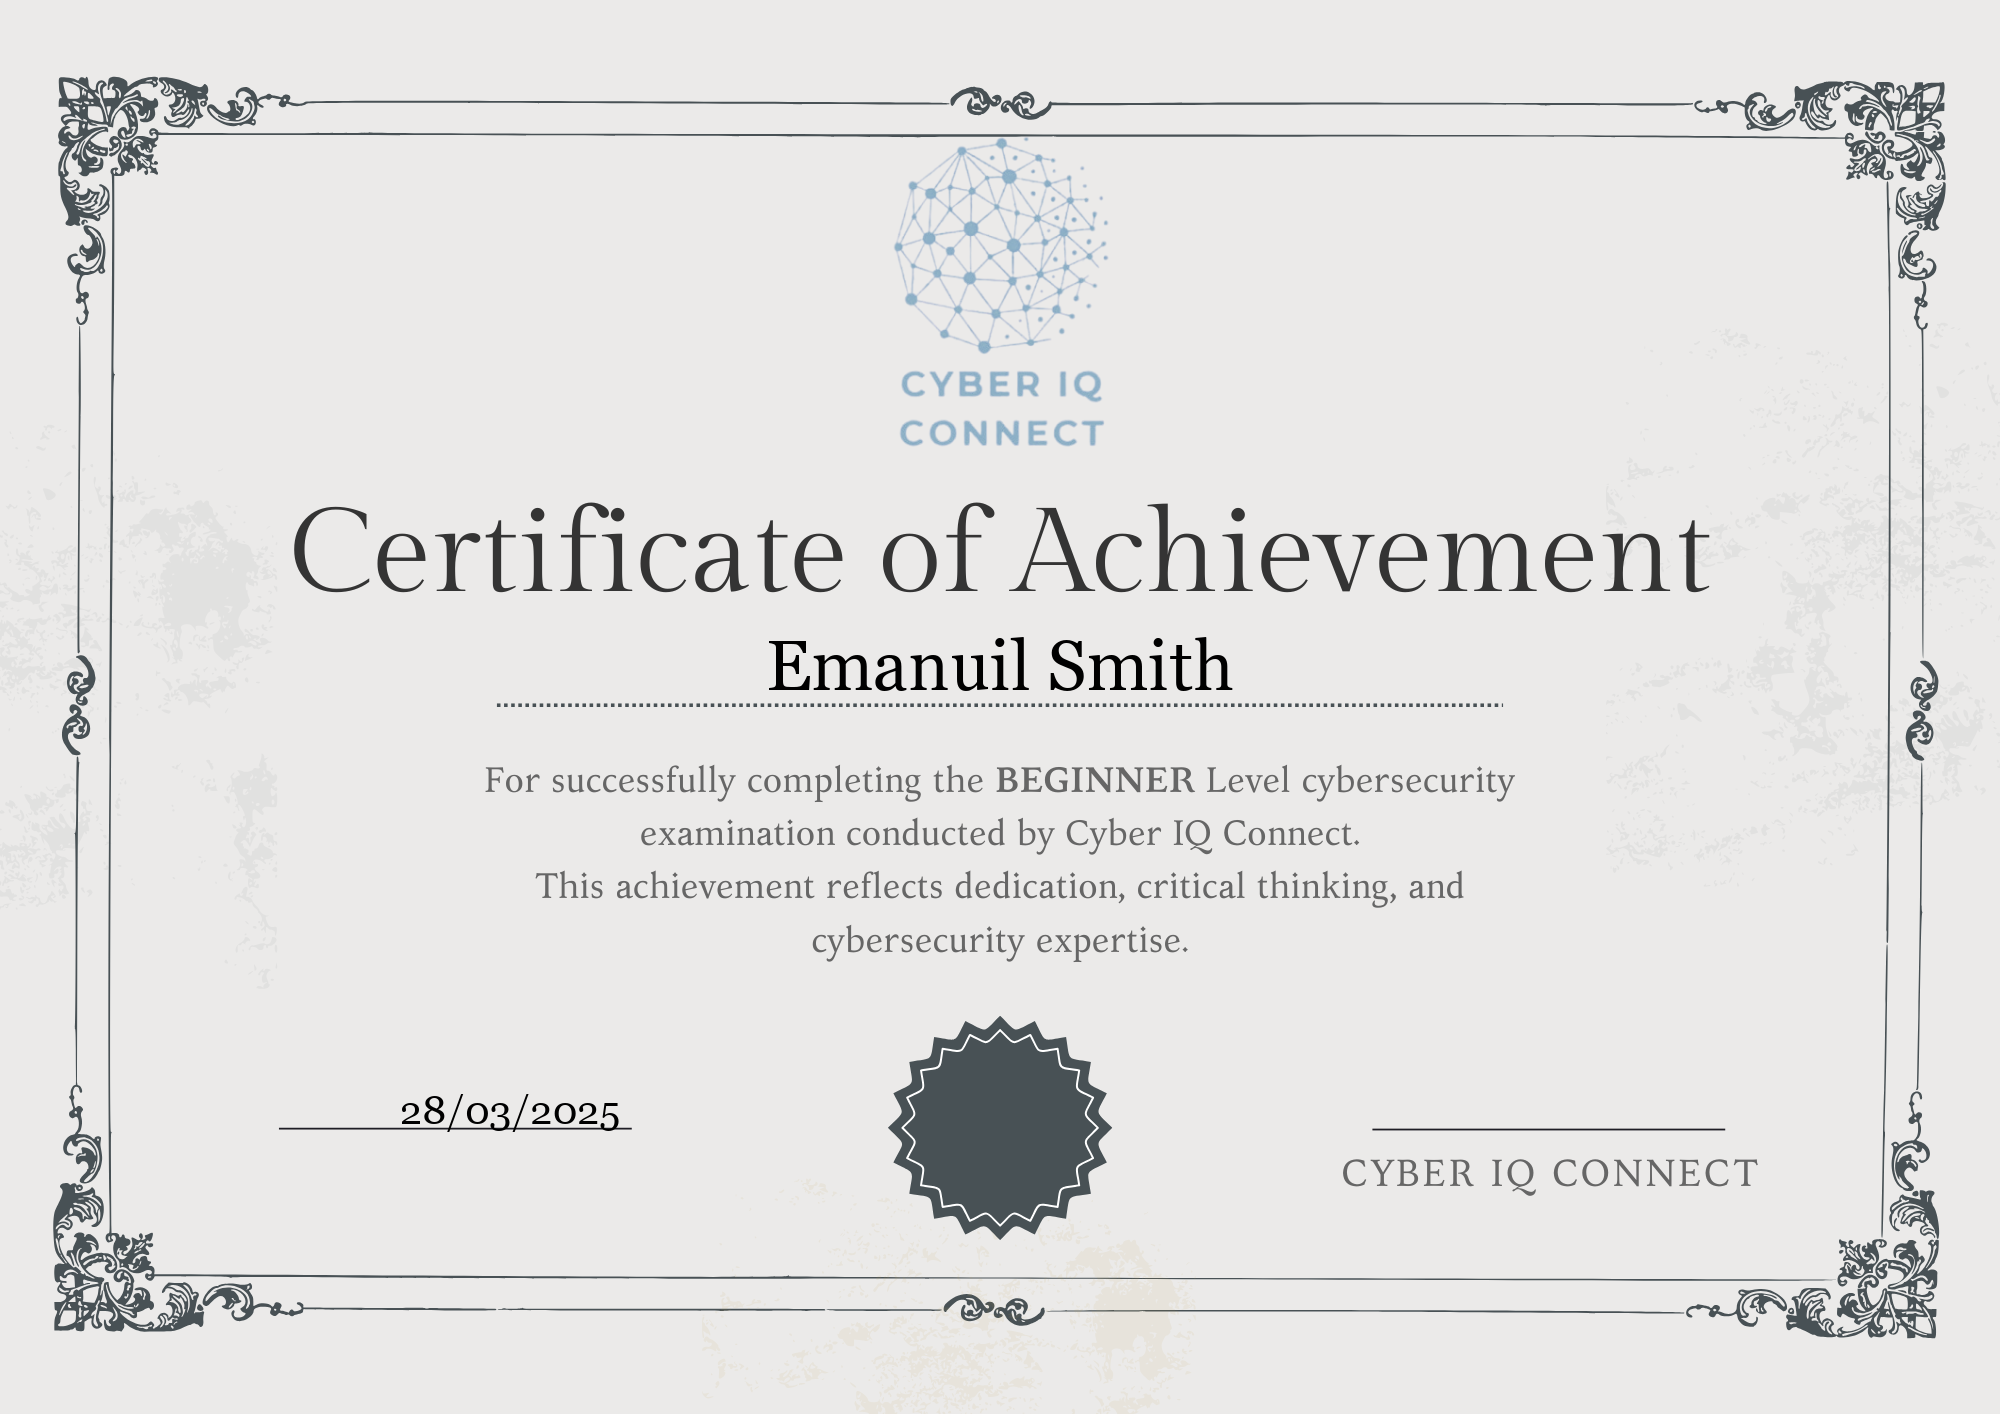 CYBER IQ
CONNECT
Certificate of Achievement
Emanuil Smith
For successfully completing the BEGINNER Level cybersecurity
examination conducted by Cyber IQ Connect.
This achievement reflects dedication, critical thinking, and
cybersecurity expertise.
28/03/2025
CYBER IQ CONNECT